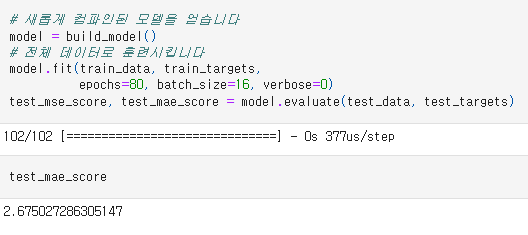 # 새롭게 컴파인된 모델을 얻습니다
model = build_model()
# 전체 데이터로 훈련시킵니다
model.fit(train_data, train_targets,
epochs=80, batch_size=16, verbose=0)
test_mse_score, test_mae_score = model.evaluate(test_data, test_targets)
102/102 [==============================] - 0s 377us/step
test_mae_score
2.675027286305147